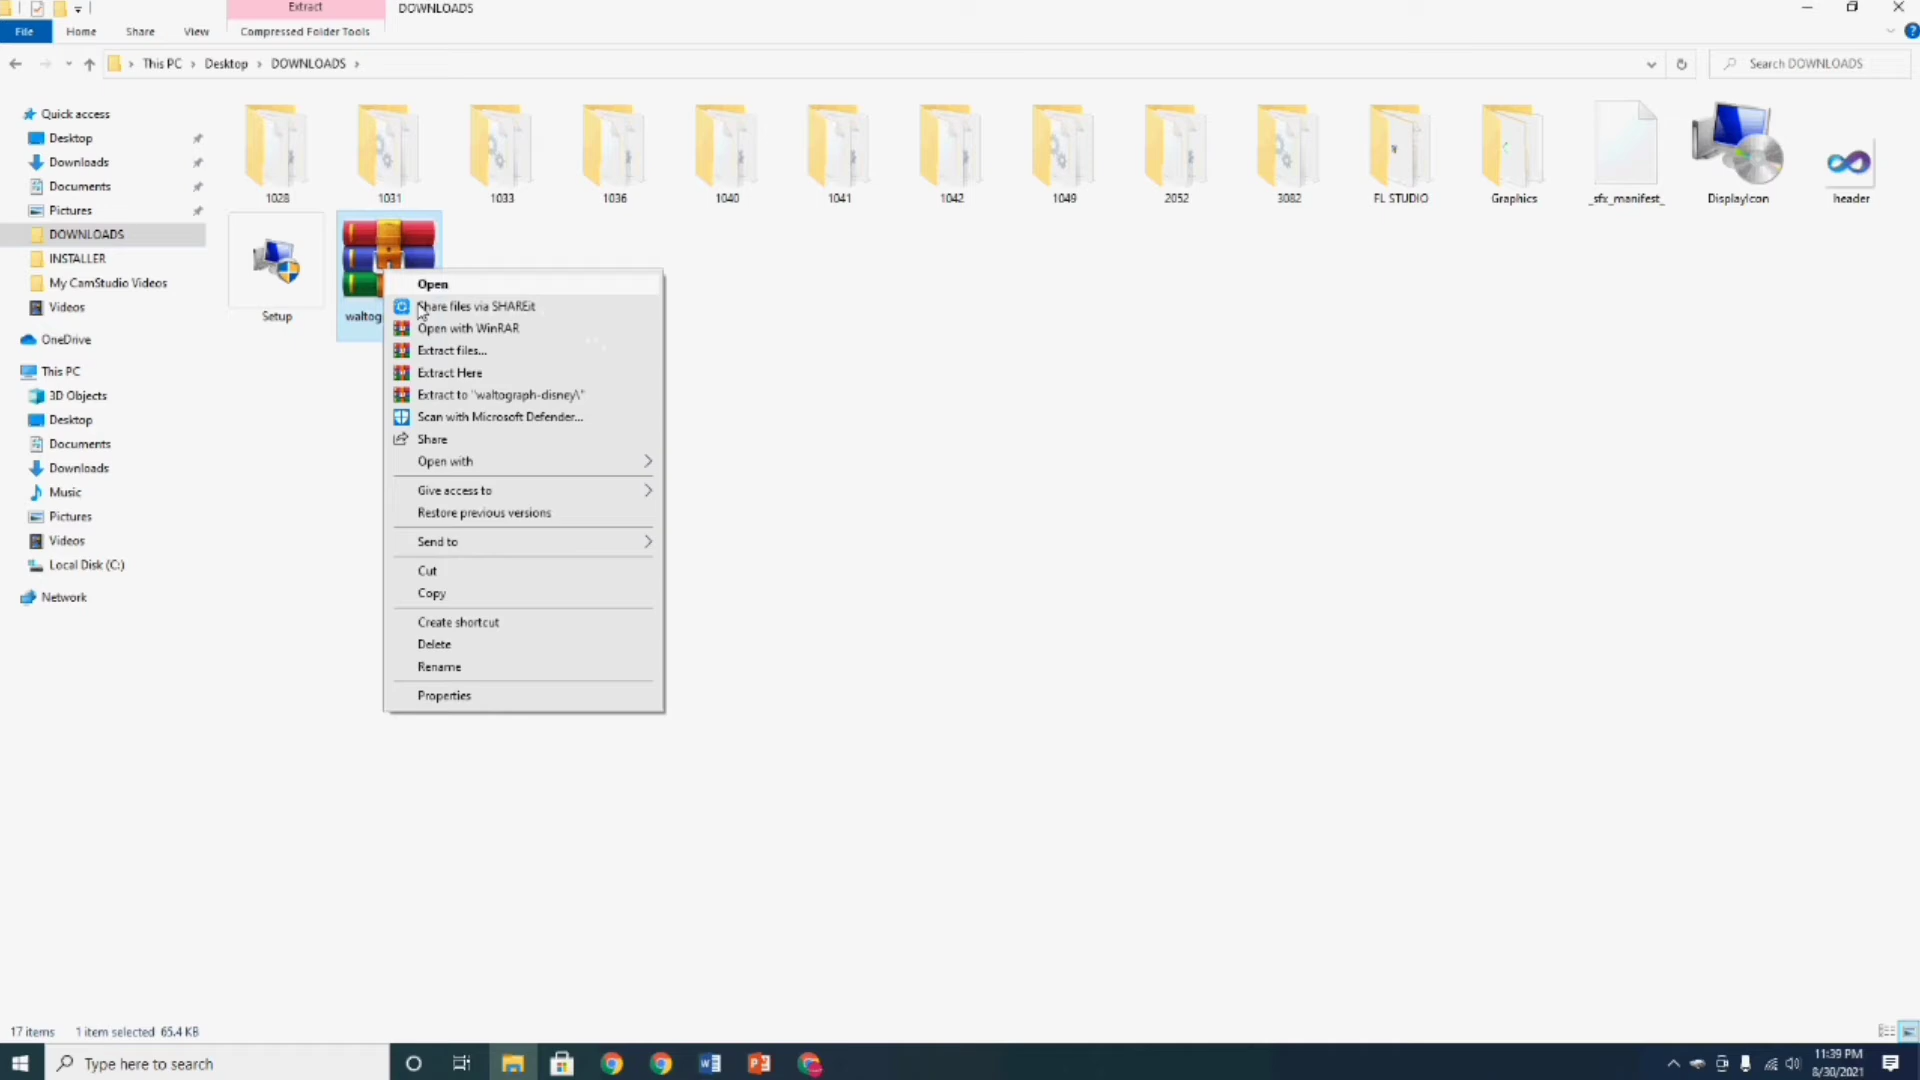 Extract
DOWNLOADS
File
Home
Share
View
Compressed Folder Tools
This PC
Desktop
DOWNLOADS
Search DOWNLOADS
Quick access
Desktop
Downloads
Documents
Pictures
DOWNLOADS
INSTALLER
My CamStudio Videos
Videos
OneDrive
This PC
3D Objects
Desktop
Documents
Downloads
Music
Pictures
Videos
Local Disk (C:)
Network
1028
1031
1033
1036
1040
1041
1042
1049
2052
3082
FL STUDIO
Graphics
_sfx_manifest_
DisplayIcon
header
Setup
waltog
Open
Share files via SHAREit
Open with WinRAR
Extract files...
Extract Here
Extract to "waltograph-disney\"
Scan with Microsoft Defender...
Share
Open with
Give access to
Restore previous versions
Send to
Cut
Copy
Create shortcut
Delete
Rename
Properties
17 items
1 item selected 65.4 KB
Type here to search
11:39 PM
8/30/2021